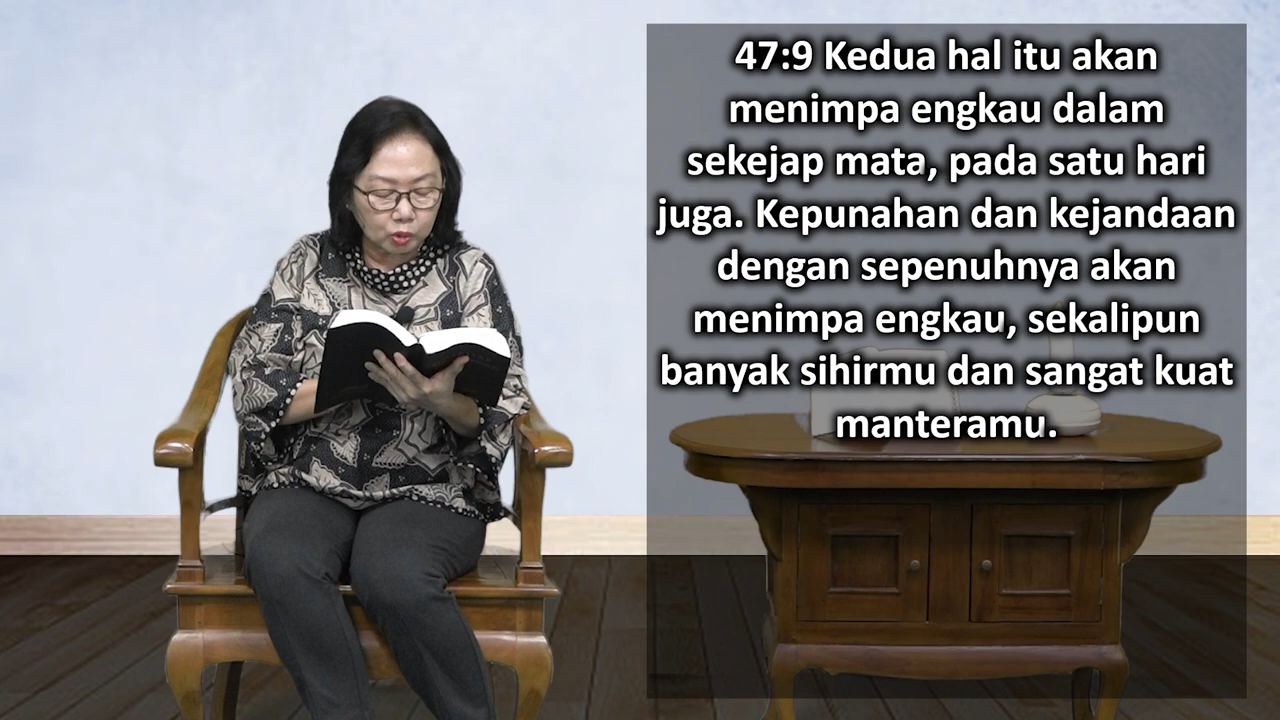 47:9 Kedua hal itu akan
menimpa engkau dalam
sekejap mata, pada satu hari
juga. Kepunahan dan kejandaan
dengan sepenuhnya akan
menimpa engkau, sekalipun
banyak sihirmu dan sangat kuat
manteramu.